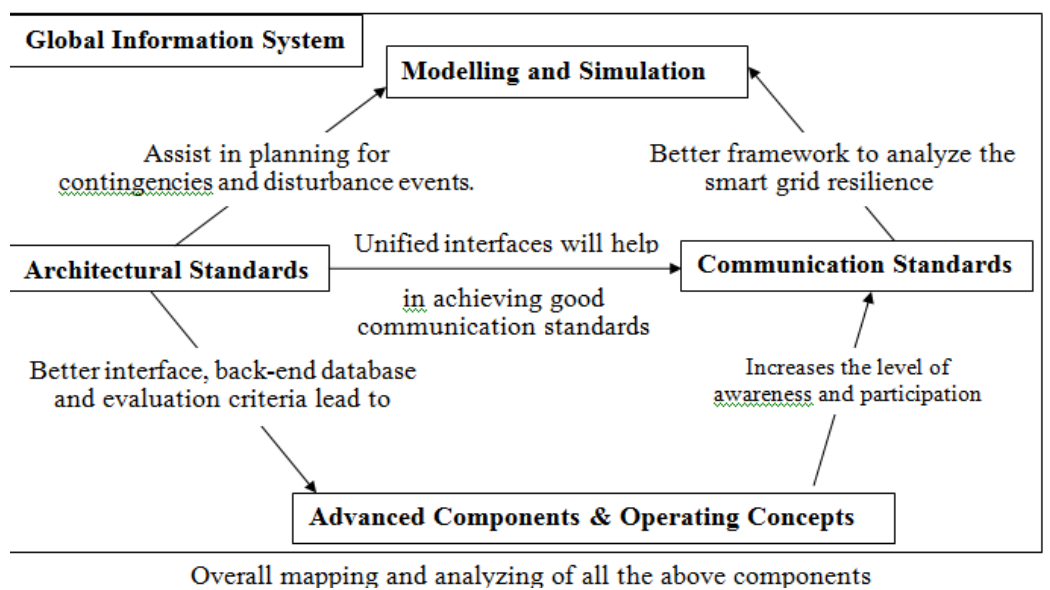 Global Information System
Modelling and Simulation
Assist in planning for
contingencies and disturbance events.
Better framework to analyze the
smart grid resilience
Architectural Standards
Unified interfaces will help
in achieving good
communication standards
Communication Standards
Better interface, back-end database
and evaluation criteria lead to
Increases the level of
awareness and participation
Advanced Components & Operating Concepts
Overall mapping and analyzing of all the above components